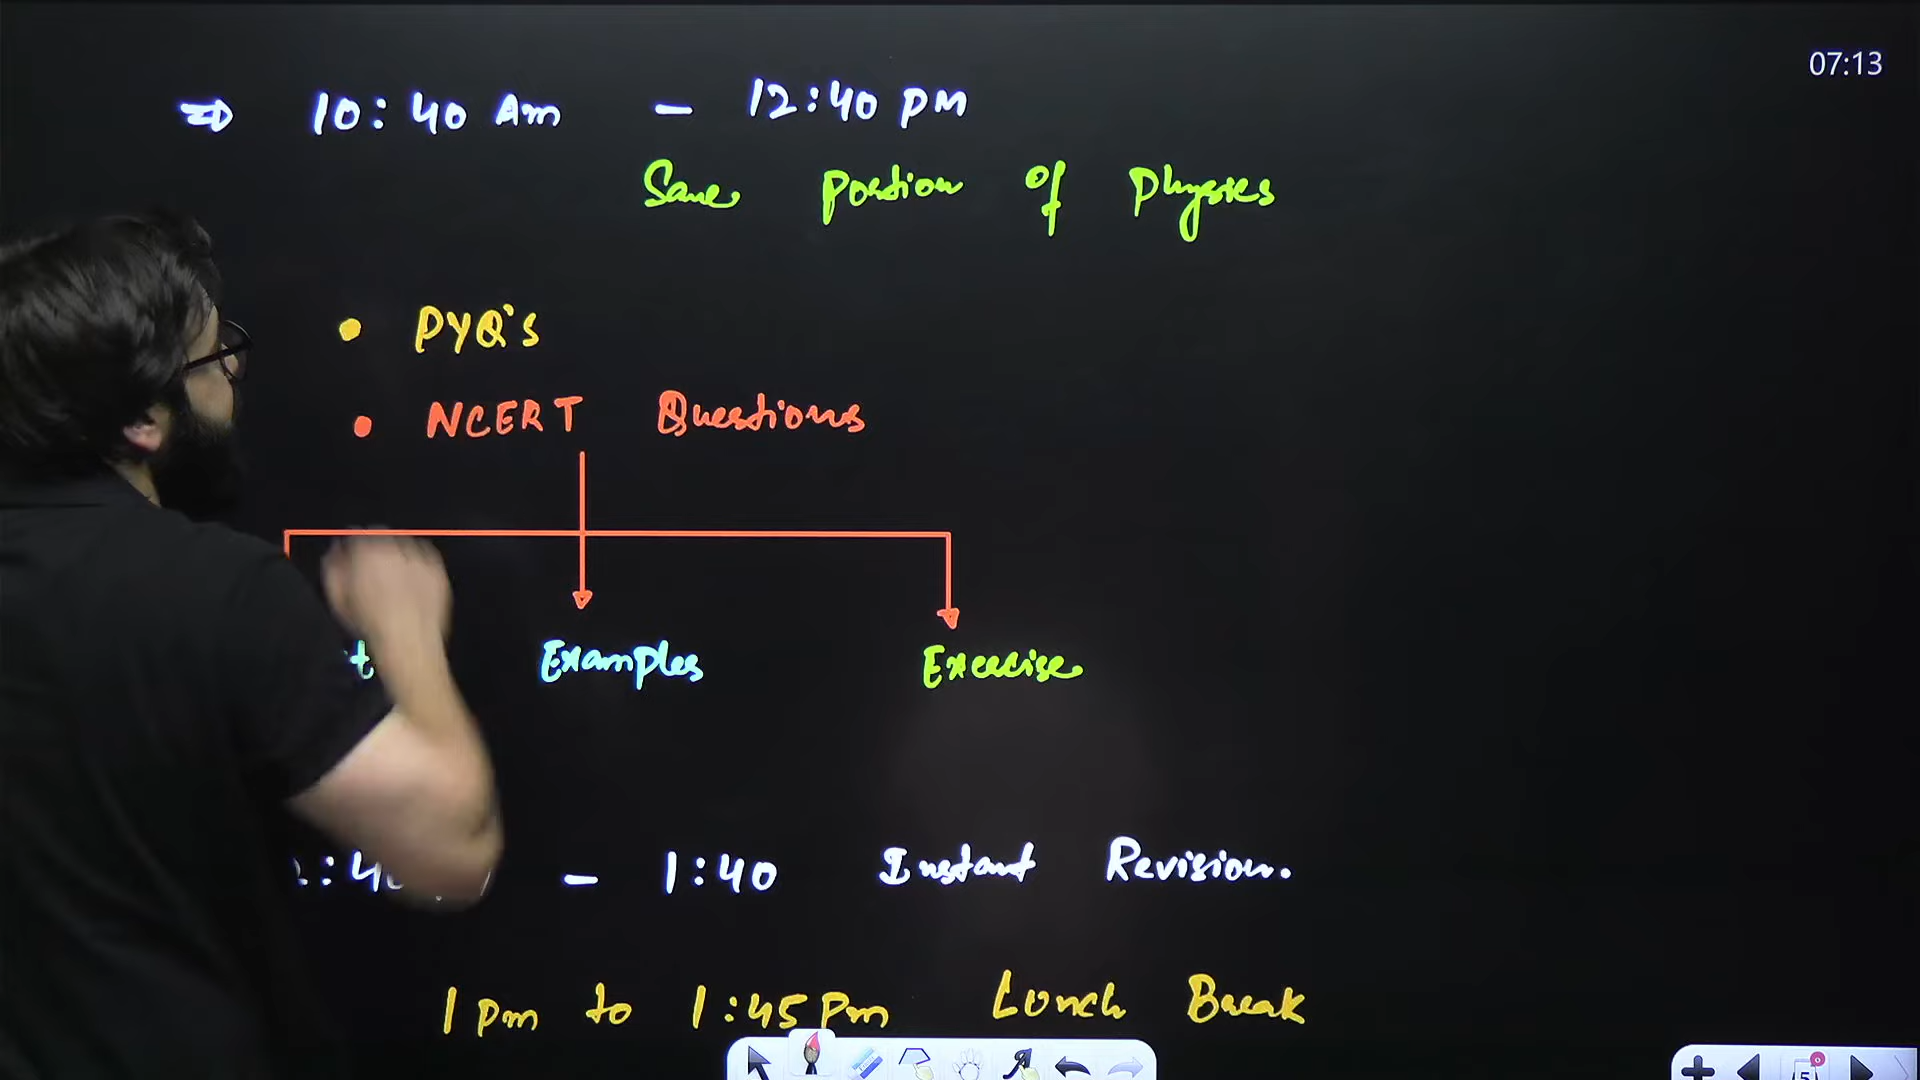 07:13
⇒ 10:40 Am - 12:40 PM
Same Portion of Physics
• PYQ's
• NCERT Questions
Examples Exercise
- 1:40 Instant Revision.
1 Pm to 1:45 Pm Lunch Break
5